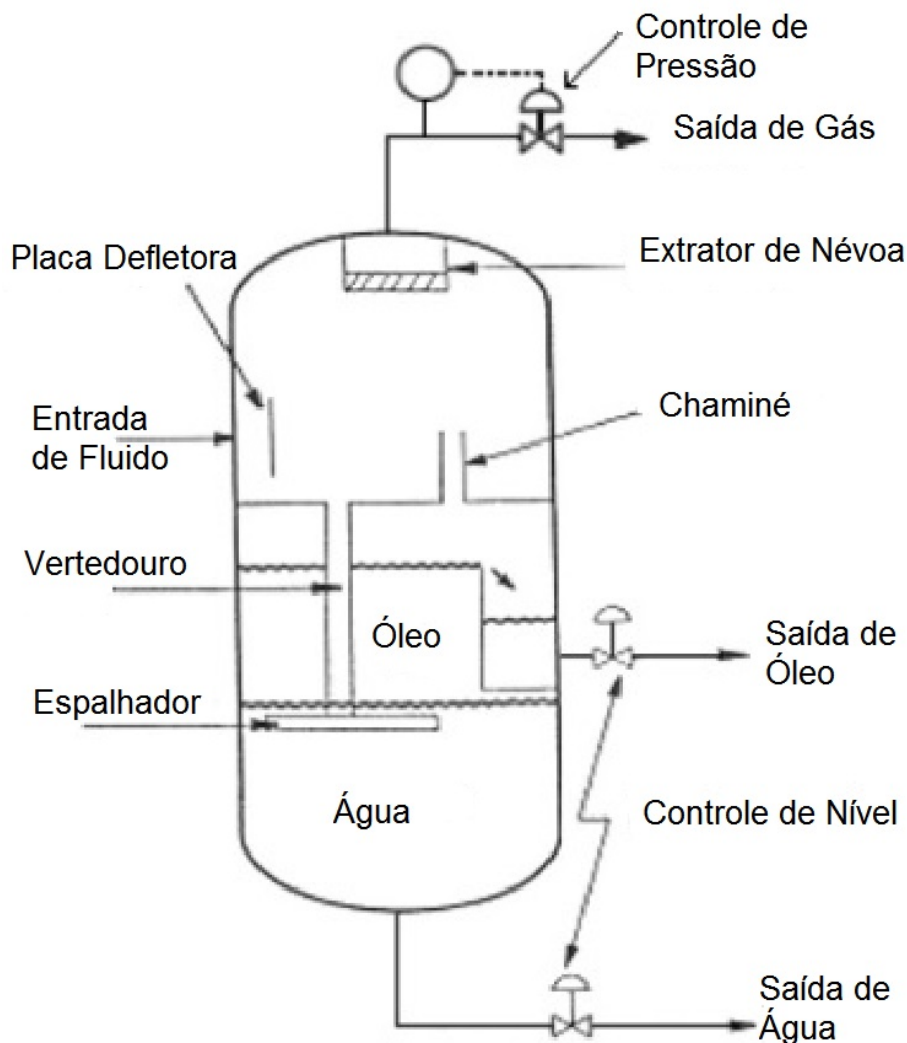 Controle de
Pressão
Saída de Gás
Placa Defletora
Extrator de Névoa
Entrada
de Fluido
Chaminé
Vertedouro
Óleo
Saída de
Óleo
Espalhador
Água
Controle de Nível
Saída de
Água